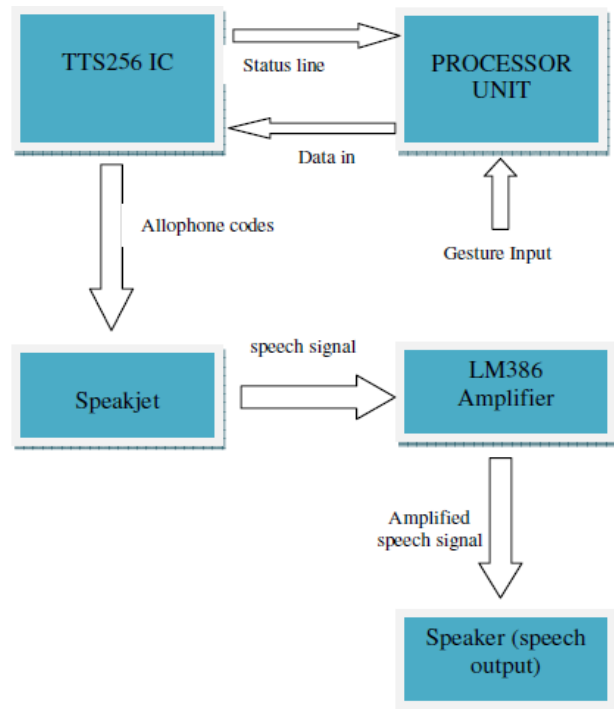 TTS256 IC
Status line
PROCESSOR
UNIT
Data in
Allophone codes
Gesture Input
speech signal
Speakjet
LM386
Amplifier
Amplified
speech signal
Speaker (speech
output)